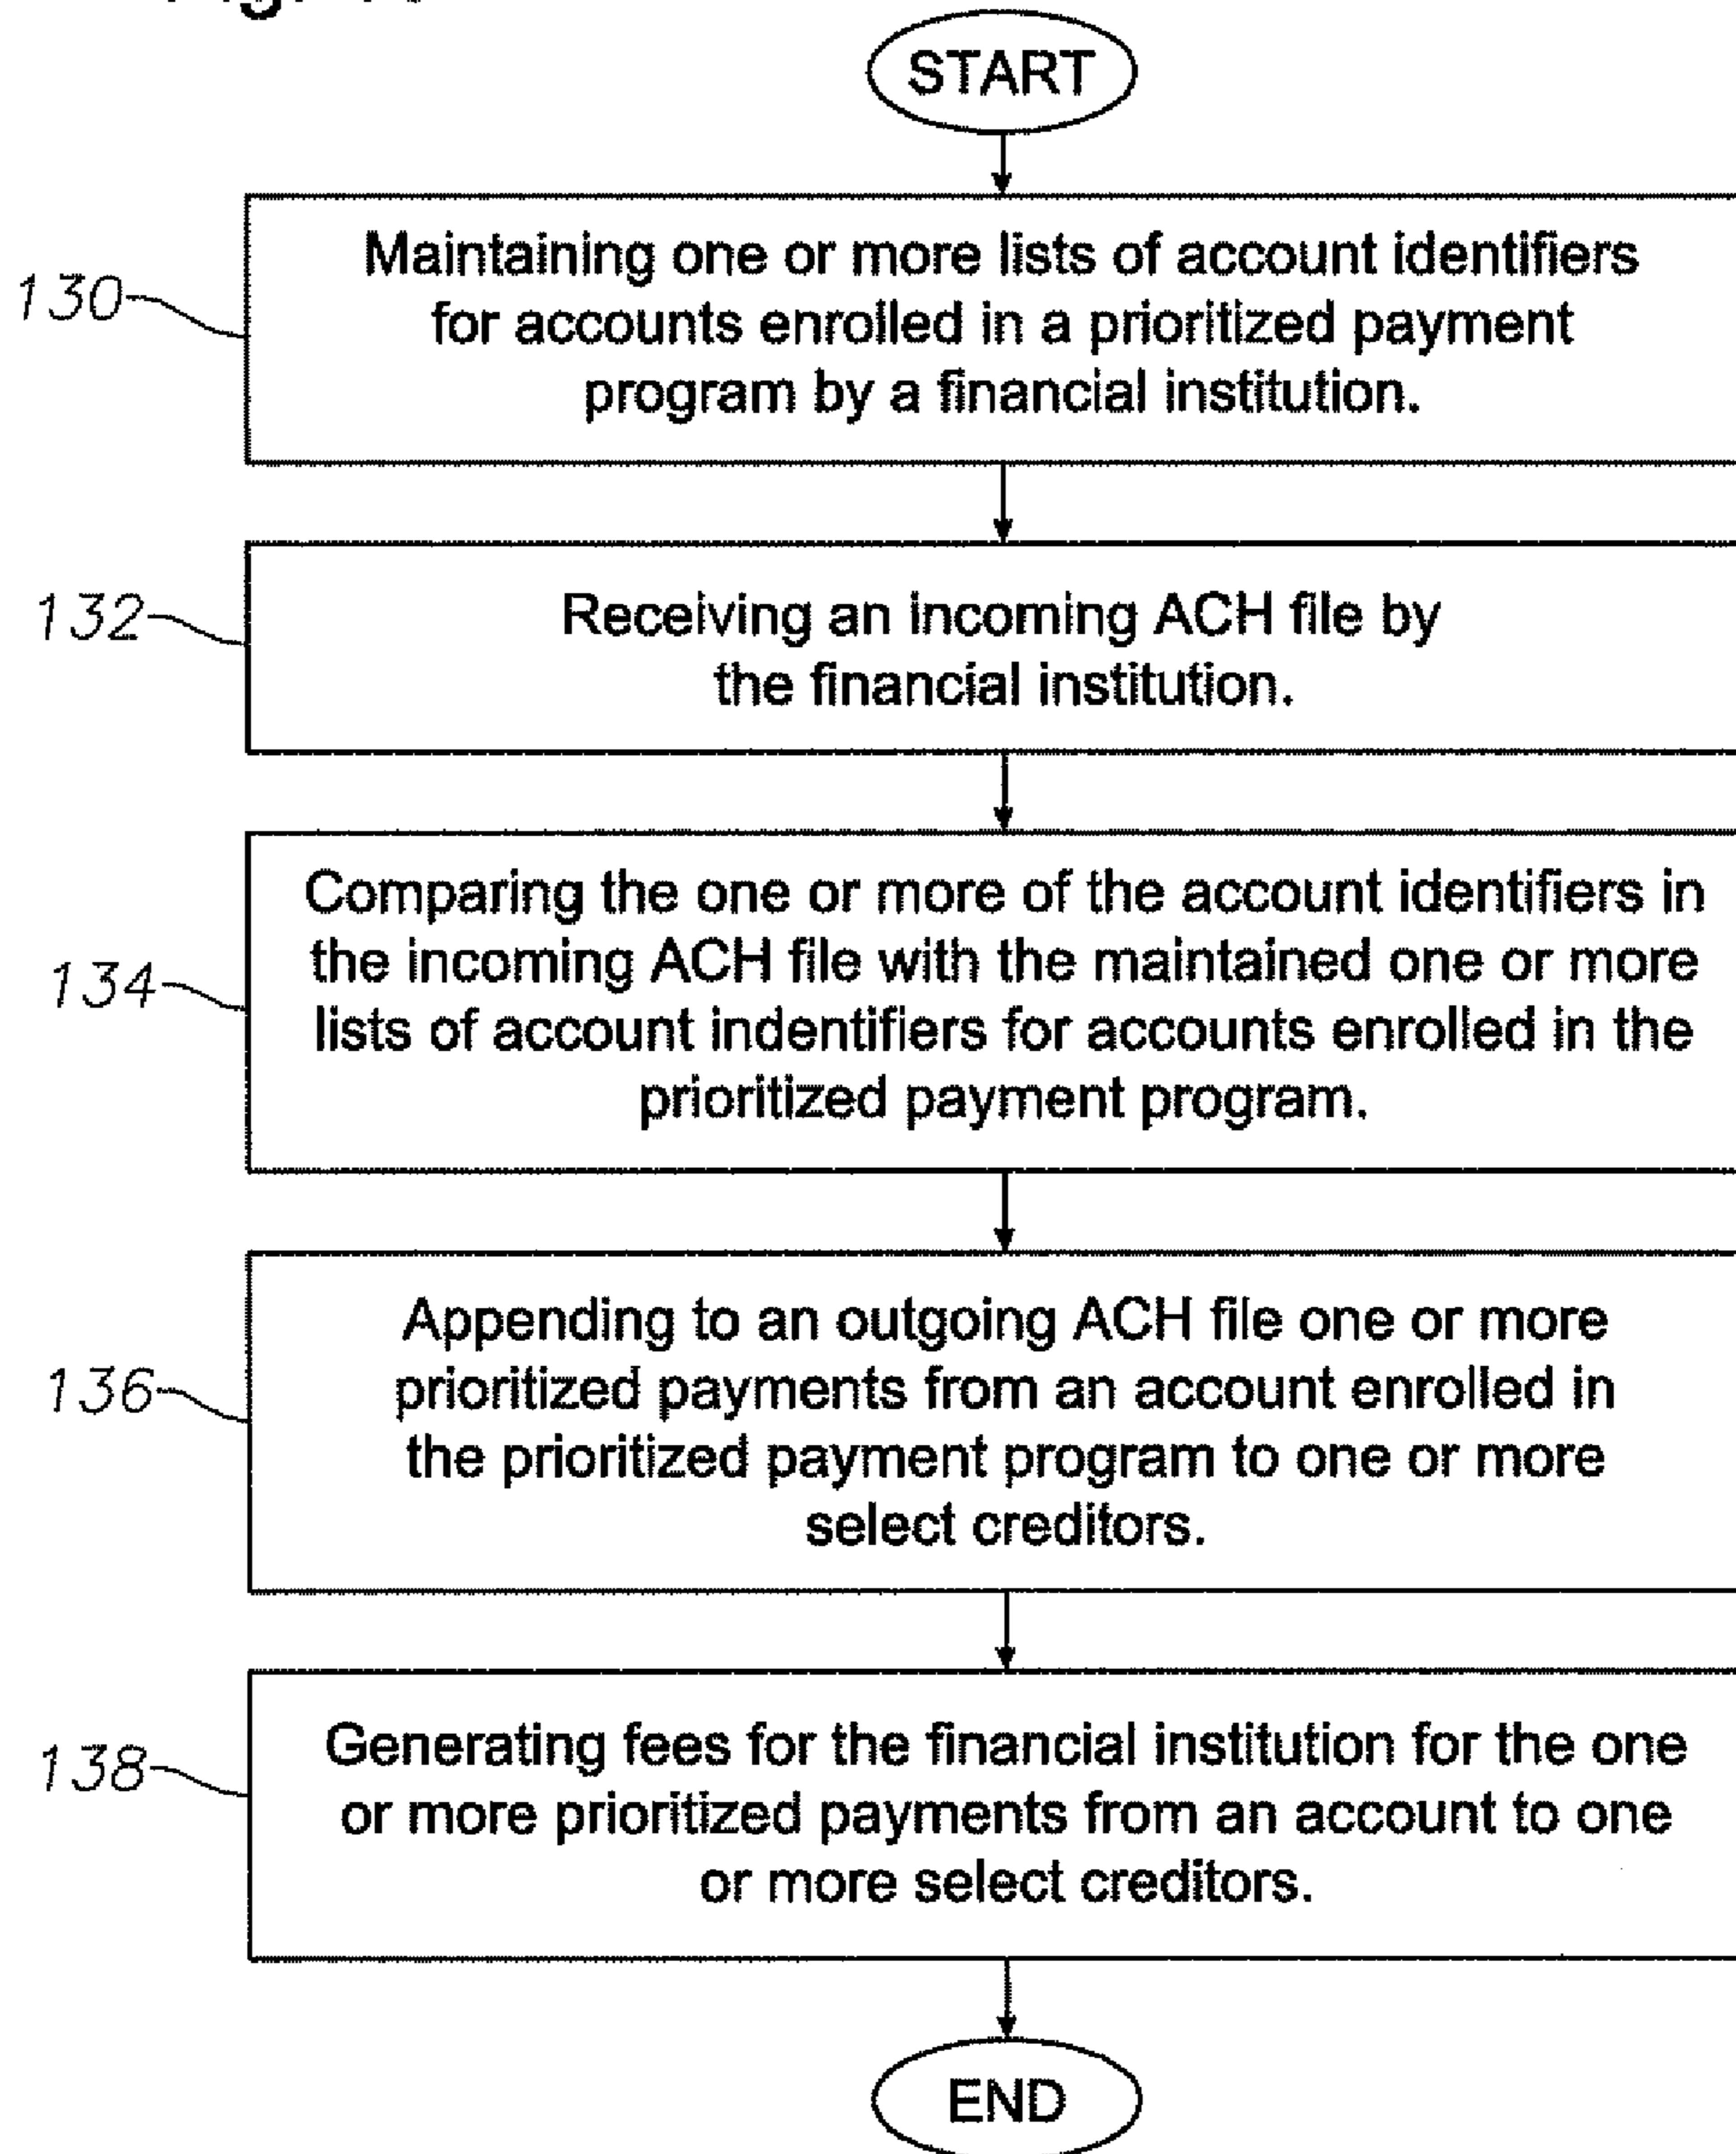 START
130
Maintaining one or more lists of account identifiers
for accounts enrolled in a prioritized payment
program by a financial institution.
132
Receiving an incoming ACH file by
the financial institution.
134
Comparing the one or more of the account identifiers in
the incoming ACH file with the maintained one or more
lists of account indentifiers for accounts enrolled in the
prioritized payment program.
136
Appending to an outgoing ACH file one or more
prioritized payments from an account enrolled in
the prioritized payment program to one or more
select creditors.
138
Generating fees for the financial institution for the one
or more prioritized payments from an account to one
or more select creditors.
END